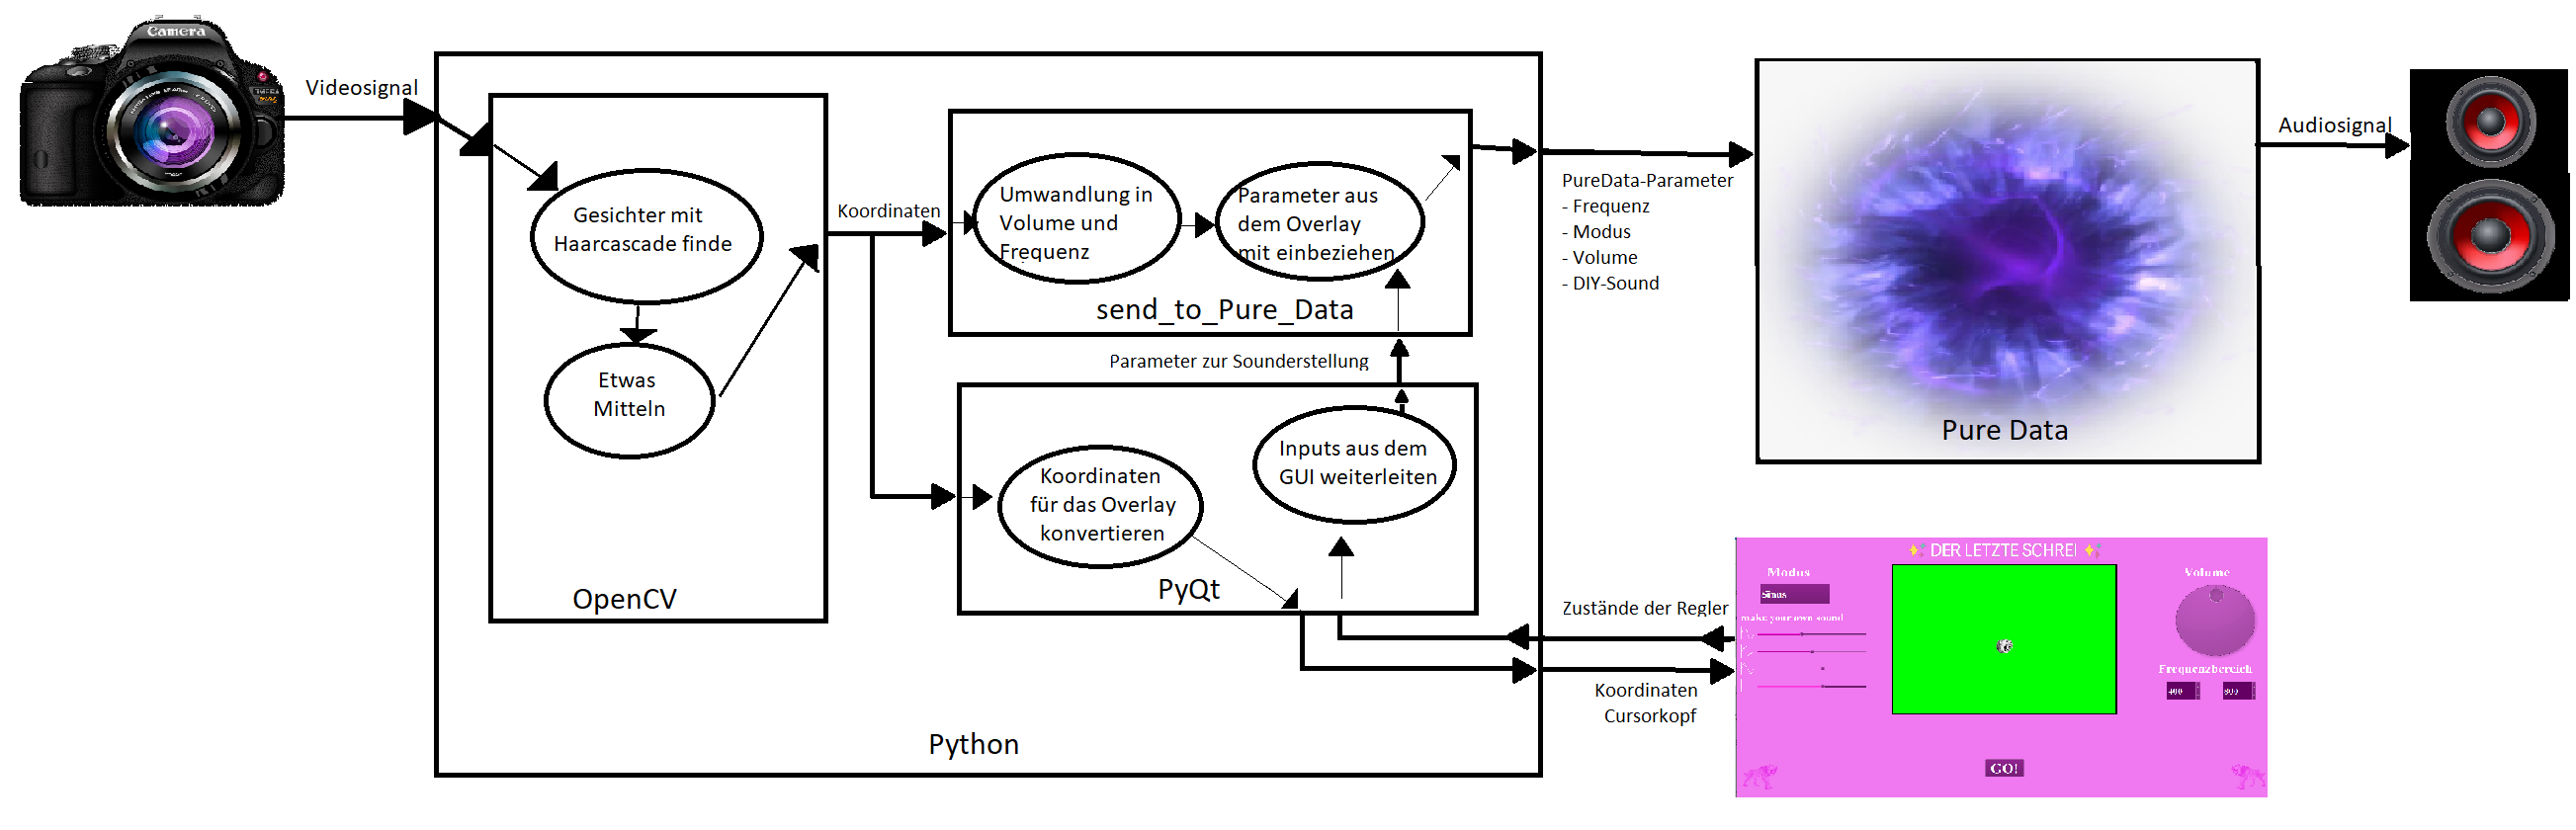 Camera
Videosignal
Gesichter mit
Haarcascade finde
Etwas
Mitteln
OpenCV
Koordinaten
Umwandlung in
Volume und
Frequenz
Parameter aus
dem Overlay
mit einbeziehen
send_to_Pure_Data
Parameter zur Sounderstellung
Koordinaten
für das Overlay
konvertieren
Inputs aus dem
GUI weiterleiten
PyQt
Python
PureData-Parameter
- Frequenz
- Modus
- Volume
- DIY-Sound
Pure Data
Audiosignal
Zustände der Regler
Koordinaten
Cursorkopf
DER LETZTE SCHREI
Modus
Sinus
make your own sound
Volume
Frequenzbereich
400 800
GO!